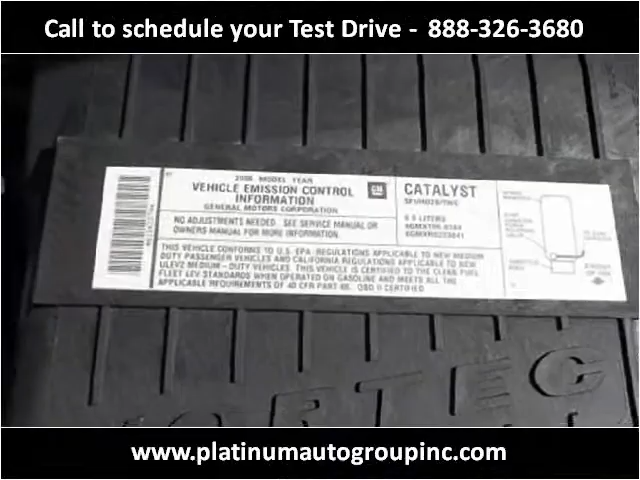 Call to schedule your Test Drive - 888-326-3680
MODEL YEAR
VEHICLE EMISSION CONTROL
INFORMATION
GENERAL MOTORS CORPORATION
GM
NO ADJUSTMENTS NEEDED. SEE SERVICE MANUAL OR
OWNERS MANUAL FOR MORE INFORMATION.
THIS VEHICLE CONFORMS TO U.S. EPA REGULATIONS APPLICABLE TO NEW MEDIUM
DUTY PASSENGER VEHICLES AND CALIFORNIA REGULATIONS APPLICABLE TO NEW
ULEV2 MEDIUM-DUTY VEHICLES. THIS VEHICLE IS CERTIFIED TO THE CLEAN FUEL
FLEET LEV STANDARDS WHEN OPERATED ON GASOLINE AND MEETS ALL THE
APPLICABLE REQUIREMENTS OF 40 CFR PART 88. OBD II CERTIFIED
CATALYST
LITERS
VORTEC
www.platinumautogroupinc.com